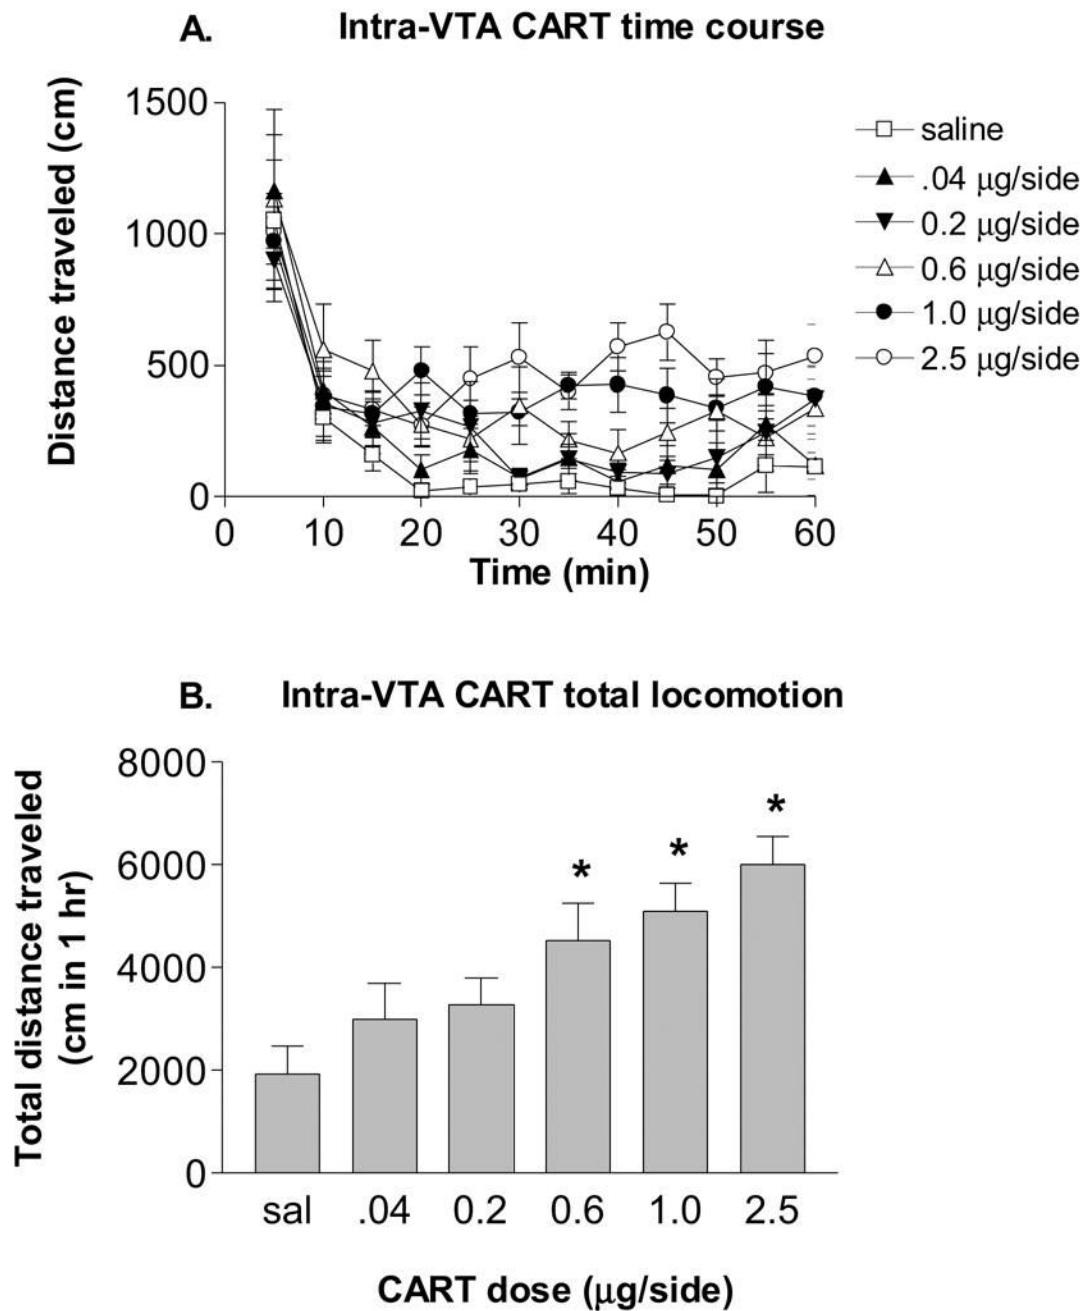 A. Intra-VTA CART time course
Distance traveled (cm)
1500
1000
500
0
0 10 20 30 40 50 60
Time (min)
saline
.04 μg/side
0.2 μg/side
0.6 μg/side
1.0 μg/side
2.5 μg/side
B. Intra-VTA CART total locomotion
Total distance traveled
(cm in 1 hr)
8000
6000
4000
2000
0
* * *
sal .04 0.2 0.6 1.0 2.5
CART dose (μg/side)